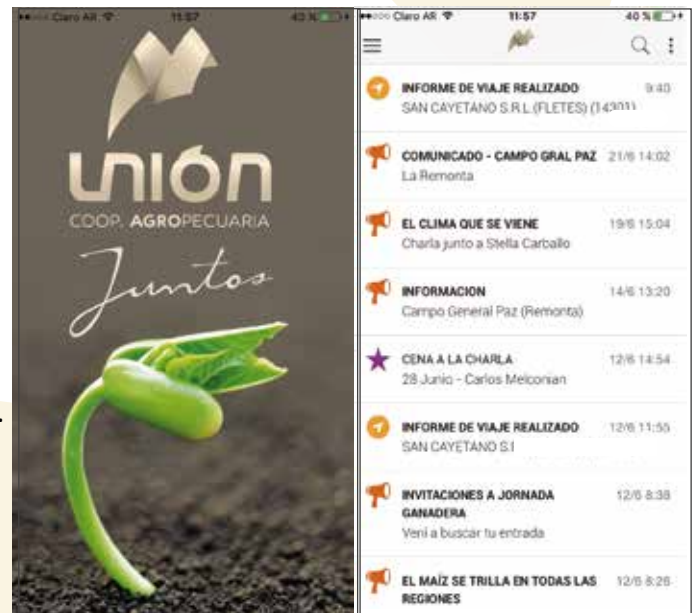 Claro AR 11:57 40 %
UNIÓN
COOP. AGROPECUARIA
Juntos
Claro AR 11:57 40 %
INFORME DE VIAJE REALIZADO 9:40
SAN CAYETANO S.R.L (FLETES)
COMUNICADO - CAMPO GRAL PAZ 21/6 14:02
La Remonta
EL CLIMA QUE SE VIENE 19/6 15:04
Charla junto a Stella Carballo
INFORMACION 14/6 13:20
Campo General Paz (Remonta)
CENA A LA CHARLA 12/6 14:54
28 Junio - Carlos Melconian
INFORME DE VIAJE REALIZADO 12/6 11:55
SAN CAYETANO
INVITACIONES A JORNADA 12/6 8:38
GANADERA
Vení a buscar tu entrada
EL MAÍZ SE TRILLA EN TODAS LAS 12/6 8:26
REGIONES